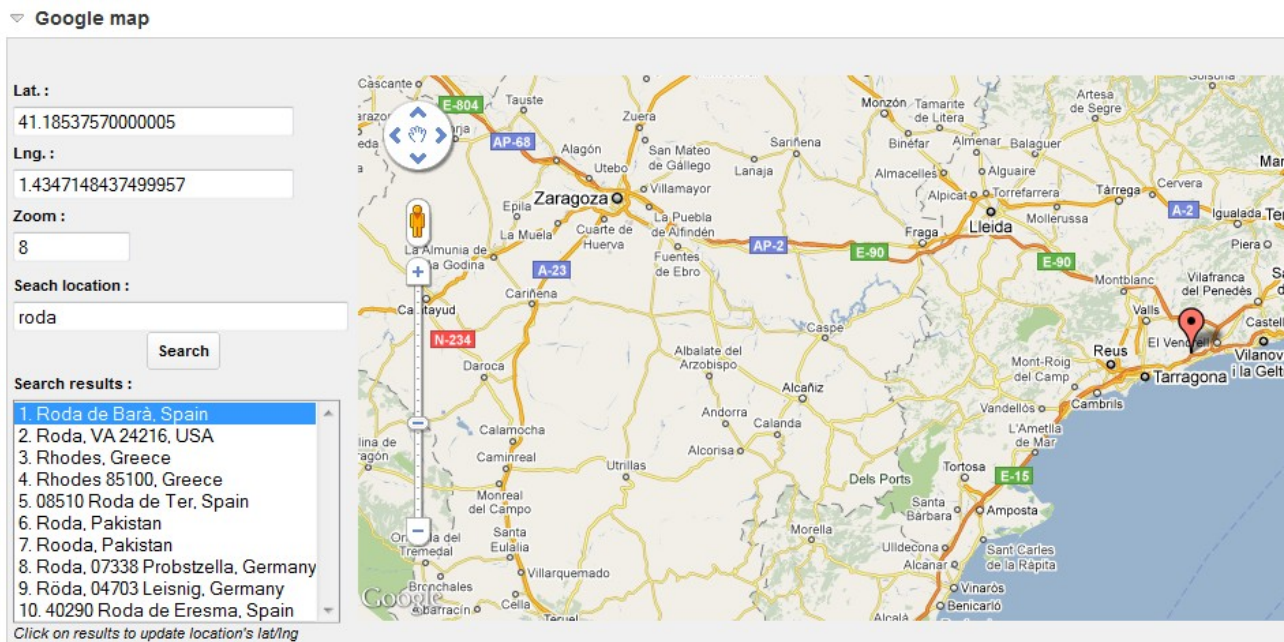 Google map
Lat. :
41.18537570000005
Lng. :
1.4347148437499957
Zoom :
8
Seach location :
roda
Search
Search results :
1. Roda de Barà, Spain
2. Roda, VA 24216, USA
3. Rhodes, Greece
4. Rhodes 85100, Greece
5. 08510 Roda de Ter, Spain
6. Roda, Pakistan
7. Rooda, Pakistan
8. Roda, 07338 Probstzella, Germany
9. Röda, 04703 Leisnig, Germany
10. 40290 Roda de Eresma, Spain
Click on results to update location's lat/lng
Cascante
E-804
Tauste
Zuera
AP-68
Alagón
Utebo
San Mateo
de Gállego
Villamayor
Zaragoza
Epila
La Muela
Cuarte de
Huerva
La Puebla
de Alfindén
Fuentes
de Ebro
La Almunia de
A-23
Cariñena
N-234
Daroca
Calamocha
Caminreal
Monreal
del Campo
Santa
Eulalia
Villarquemado
Bronchales
Cella
Teruel
Utrillas
Sariñena
Lanaja
Monzón
Tamarite
de Litera
Binéfar
Almenar
Balaguer
Artesa
de Segre
Almacelles
Alguaire
Alpicat
Torrefarrera
Mollerussa
Tàrrega
Cervera
A-2
Igualada
Piera
Lleida
Fraga
AP-2
E-90
E-90
Montblanc
Vilafranca
del Penedès
Valls
El Vendrell
Reus
Tarragona
Cambrils
Mont-Roig
del Camp
Vandellòs
L'Ametlla
de Mar
Caspe
Albalate del
Arzobispo
Alcañiz
Andorra
Calanda
Alcorisa
Dels Ports
Tortosa
E-15
Santa
Bárbara
Amposta
Morella
Ulldecona
Alcanar
Sant Carles
de la Ràpita
Vinaròs
Benicarló
Google